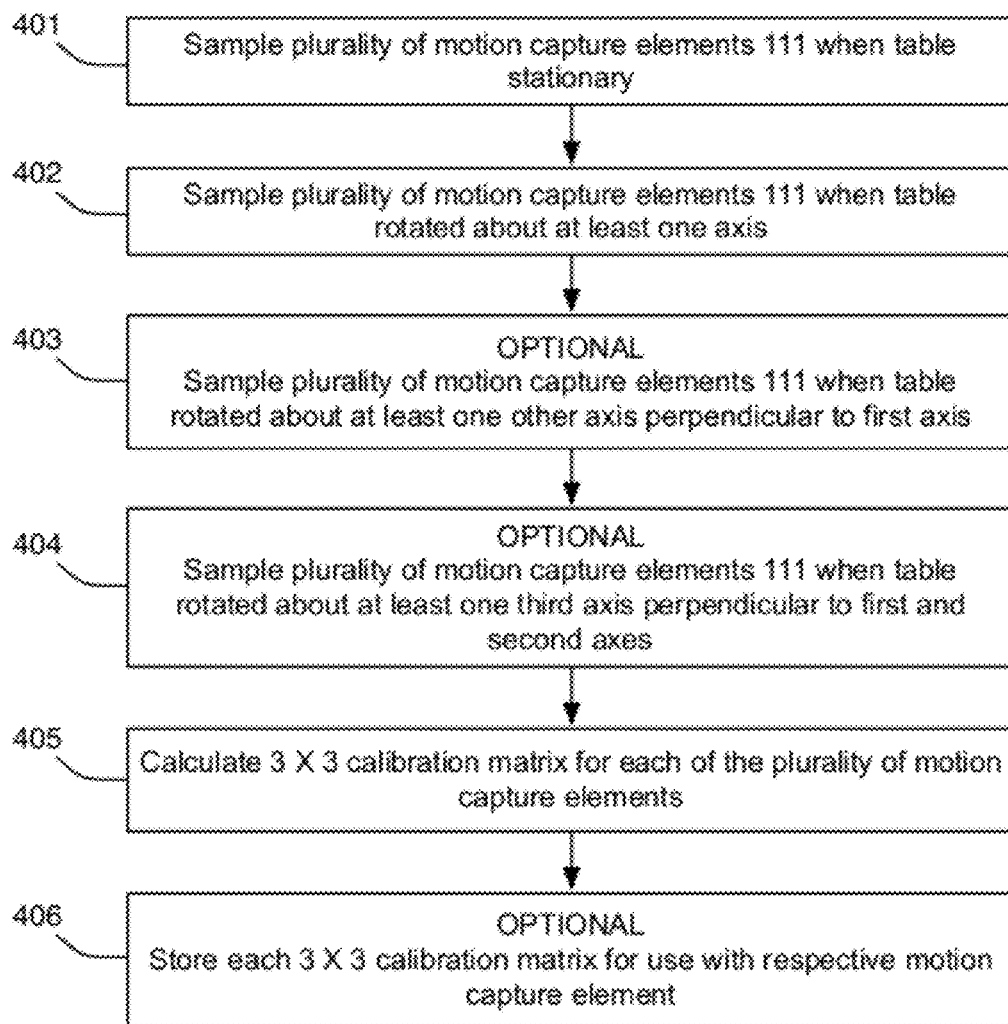 401
Sample plurality of motion capture elements 111 when table
stationary
402
Sample plurality of motion capture elements 111 when table
rotated about at least one axis
403
OPTIONAL
Sample plurality of motion capture elements 111 when table
rotated about at least one other axis perpendicular to first axis
404
OPTIONAL
Sample plurality of motion capture elements 111 when table
rotated about at least one third axis perpendicular to first and
second axes
405
Calculate 3 X 3 calibration matrix for each of the plurality of motion
capture elements
406
OPTIONAL
Store each 3 X 3 calibration matrix for use with respective motion
capture element